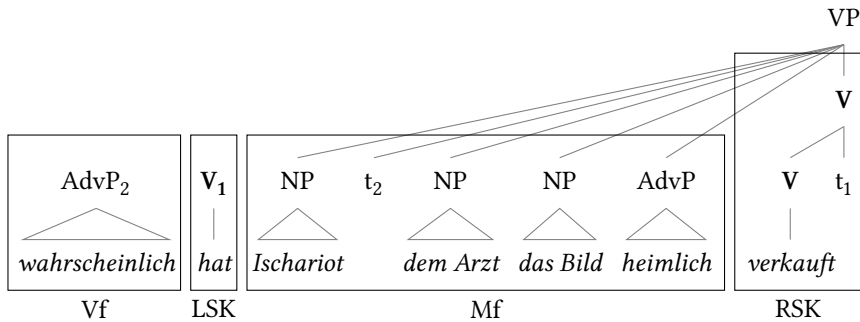 VP
V
AdvP₂ V₁ NP t₂ NP NP AdvP V t₁
wahrscheinlich hat Ischariot dem Arzt das Bild heimlich verkauft
Vf LSK Mf RSK